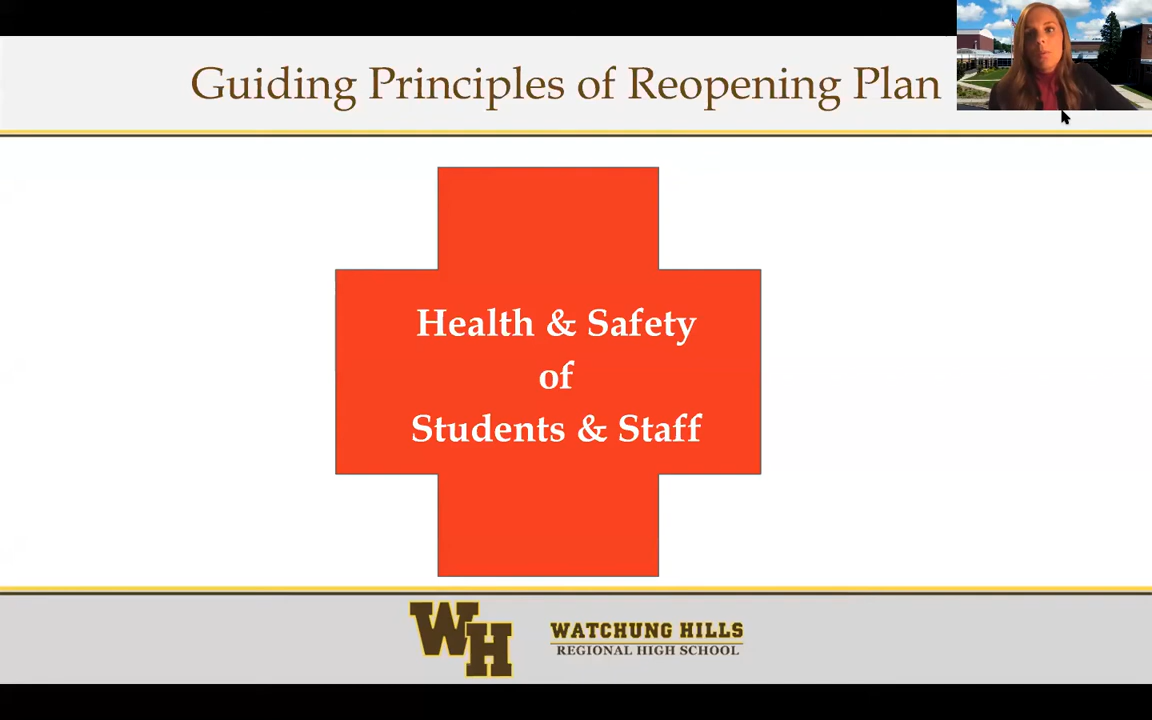 Guiding Principles of Reopening Plan
Health & Safety
of
Students & Staff
WH
WATCHUNG HILLS
REGIONAL HIGH SCHOOL